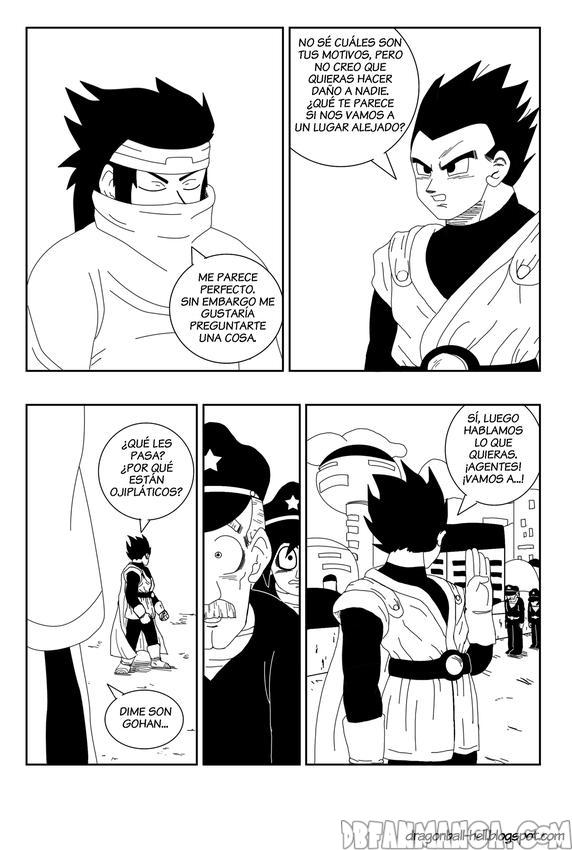 NO SÉ CUÁLES SON
TUS MOTIVOS, PERO
NO CREO QUE
QUIERAS HACER
DAÑO A NADIE.
¿QUÉ TE PARECE
SI NOS VAMOS A
UN LUGAR ALEJADO?
ME PARECE
PERFECTO.
SIN EMBARGO ME
GUSTARÍA
PREGUNTARTE
UNA COSA.
SÍ, LUEGO
HABLAMOS
LO QUE
QUIERAS.
¡AGENTES!
¡VAMOS A...!
¿QUÉ LES
PASA?
¿POR QUÉ
ESTÁN
OJIPLÁTICOS?
DIME SON
GOHAN...
dragonball-hell.blogspot.com
DBFANMANGA.COM